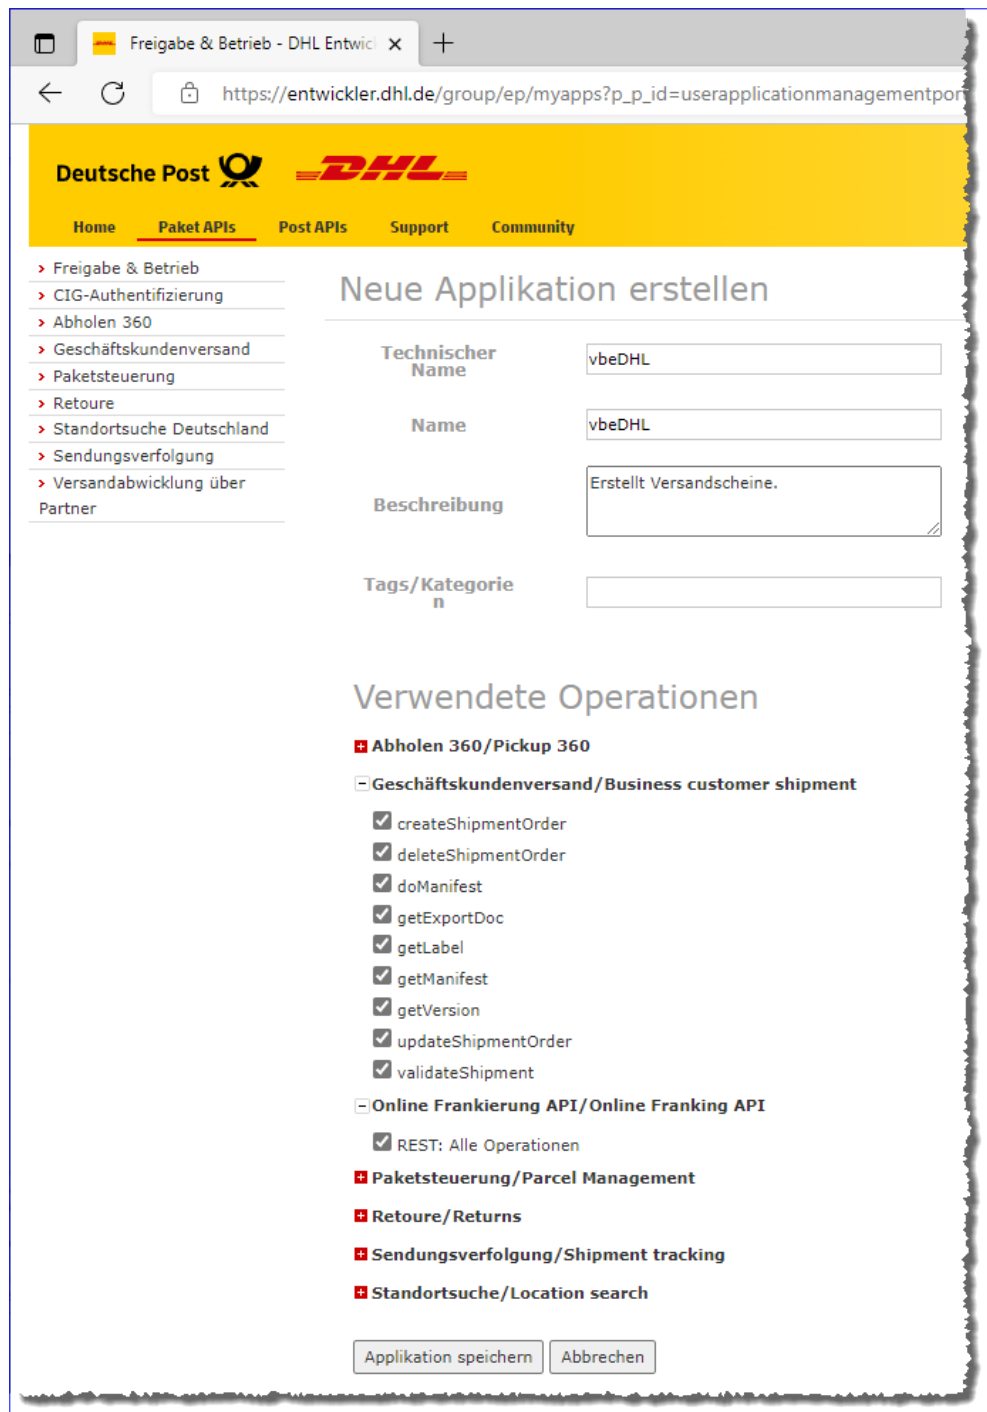 Freigabe & Betrieb - DHL Entwic
https://entwickler.dhl.de/group/ep/myapps?p_p_id=userapplicationmanagementpor
Deutsche Post DHL
Home Paket APIs Post APIs Support Community
Freigabe & Betrieb
CIG-Authentifizierung
Abholen 360
Geschäftskundenversand
Paketsteuerung
Retoure
Standortsuche Deutschland
Sendungsverfolgung
Versandabwicklung über
Partner
Neue Applikation erstellen
Technischer
Name
vbeDHL
Name
vbeDHL
Beschreibung
Erstellt Versandscheine.
Tags/Kategorie
n
Verwendete Operationen
Abholen 360/Pickup 360
Geschäftskundenversand/Business customer shipment
createShipmentOrder
deleteShipmentOrder
doManifest
getExportDoc
getLabel
getManifest
getVersion
updateShipmentOrder
validateShipment
Online Frankierung API/Online Franking API
REST: Alle Operationen
Paketsteuerung/Parcel Management
Retoure/Returns
Sendungsverfolgung/Shipment tracking
Standortsuche/Location search
Applikation speichern Abbrechen